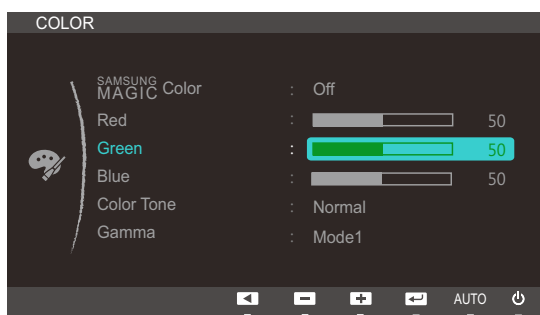 COLOR
SAMSUNG MAGIC Color : Off
Red : 50
Green : 50
Blue : 50
Color Tone : Normal
Gamma : Mode1
AUTO